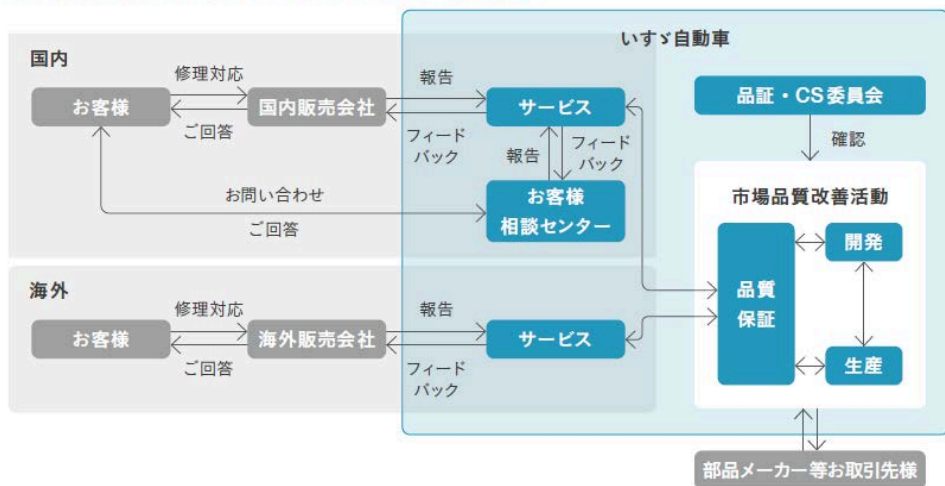 いすゞ自動車
国内
修理対応
報告
お客様
国内販売会社
サービス
品証・CS委員会
ご回答
フィード
バック
報告
フィード
バック
確認
お問い合わせ
ご回答
お客様
相談センター
市場品質改善活動
開発
品質
保証
生産
海外
修理対応
報告
お客様
海外販売会社
サービス
ご回答
フィード
バック
部品メーカー等お取引先様